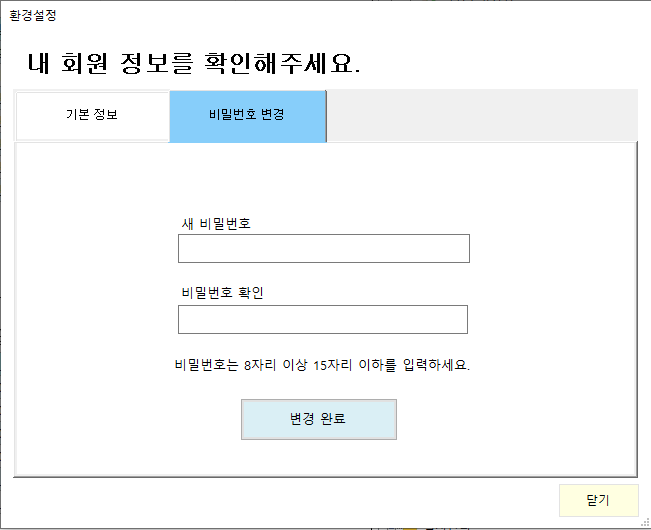 환경설정
내 회원 정보를 확인해주세요.
기본 정보
비밀번호 변경
새 비밀번호
비밀번호 확인
비밀번호는 8자리 이상 15자리 이하를 입력하세요.
변경 완료
닫기